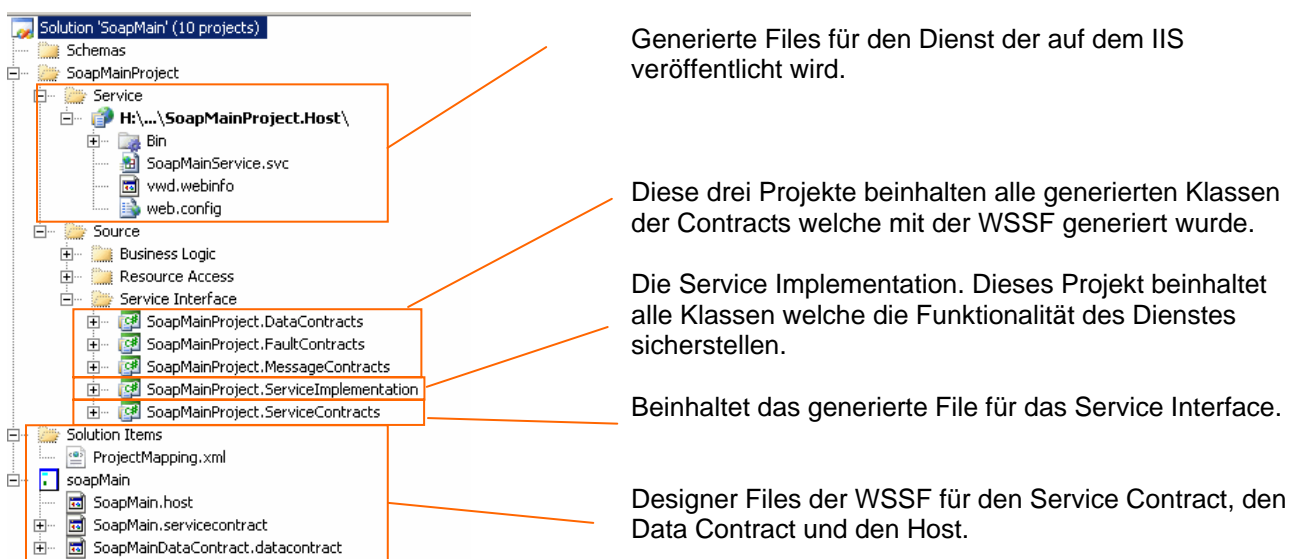 Solution 'SoapMain' (10 projects)
Schemas
SoapMainProject
Service
H:\...\SoapMainProject.Host\
Bin
SoapMainService.svc
vwd.webinfo
web.config
Source
Business Logic
Resource Access
Service Interface
SoapMainProject.DataContracts
SoapMainProject.FaultContracts
SoapMainProject.MessageContracts
SoapMainProject.ServiceImplementation
SoapMainProject.ServiceContracts
Solution Items
ProjectMapping.xml
soapMain
SoapMain.host
SoapMain.servicecontract
SoapMainDataContract.datacontract
Generierte Files für den Dienst der auf dem IIS
veröffentlicht wird.
Diese drei Projekte beinhalten alle generierten Klassen
der Contracts welche mit der WSSF generiert wurde.
Die Service Implementation. Dieses Projekt beinhaltet
alle Klassen welche die Funktionalität des Dienstes
sicherstellen.
Beinhaltet das generierte File für das Service Interface.
Designer Files der WSSF für den Service Contract, den
Data Contract und den Host.